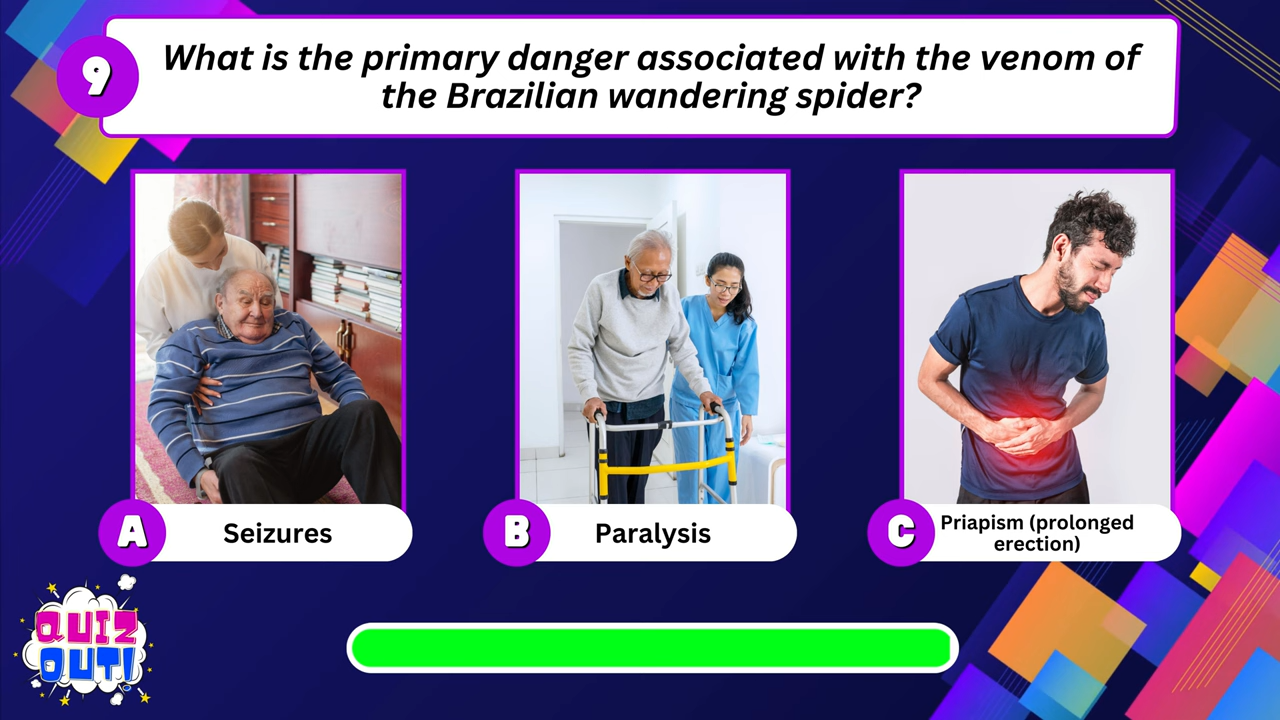 9
What is the primary danger associated with the venom of
the Brazilian wandering spider?
A
Seizures
B
Paralysis
C
Priapism (prolonged
erection)
QUIZ
OUT!